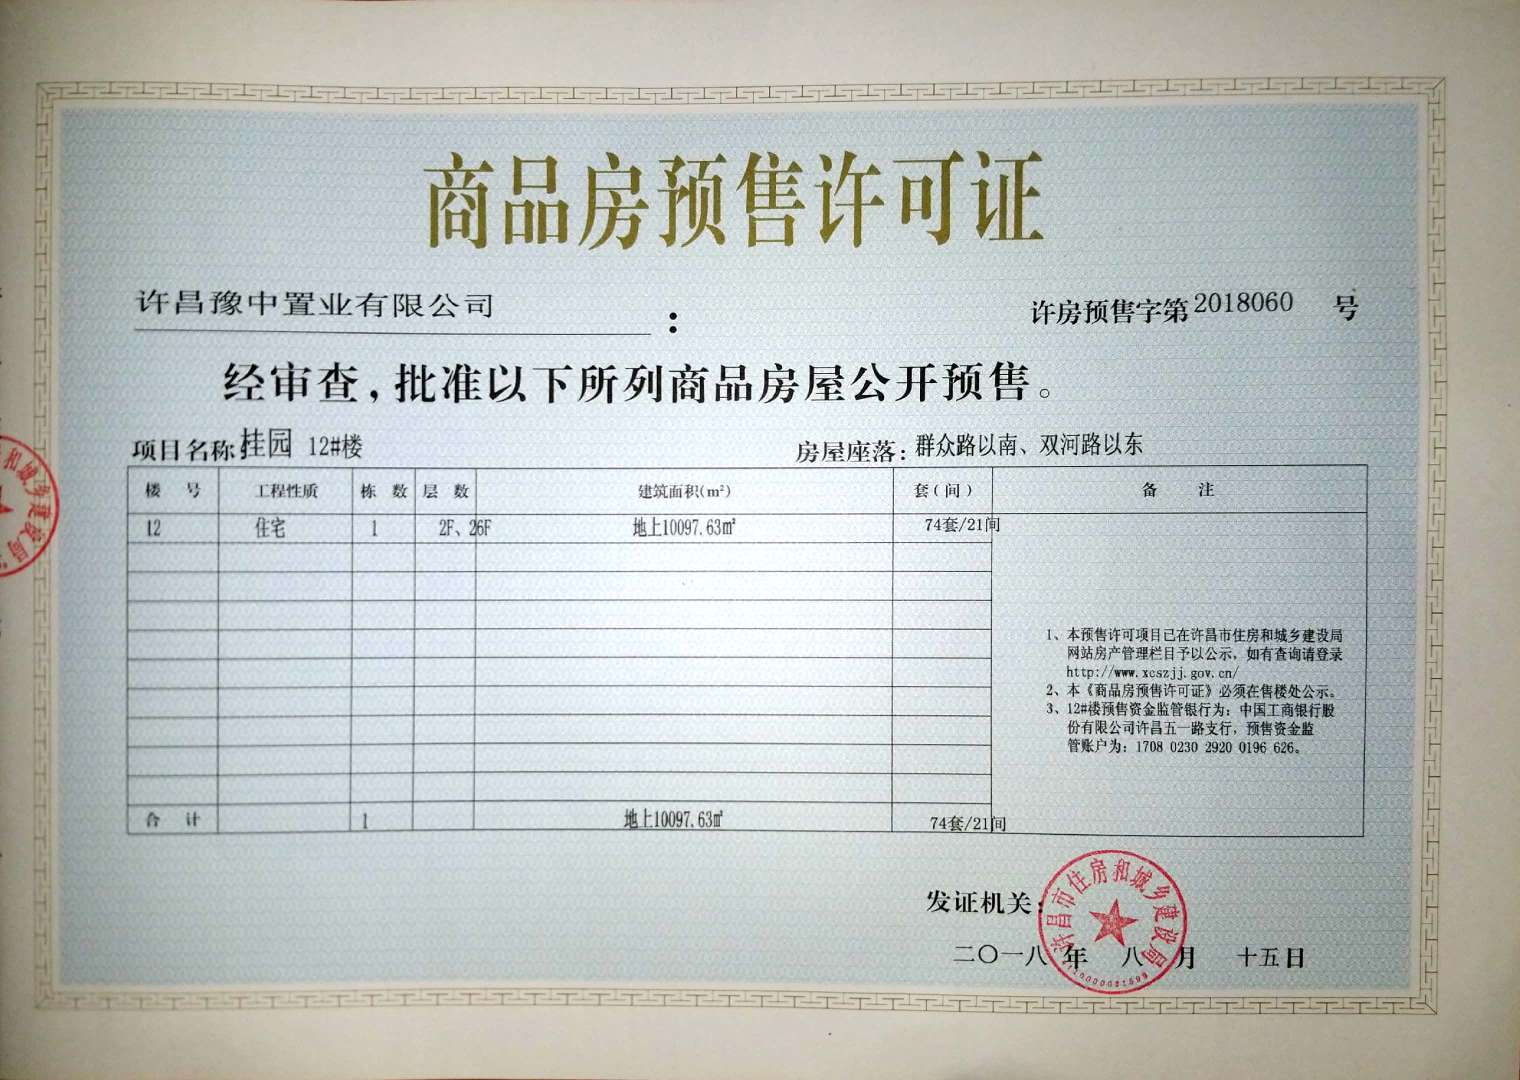 商品房预售许可证
许昌豫中置业有限公司：
许房预售字第2018060 号
经审查,批准以下所列商品房屋公开预售。
项目名称:桂园 12#楼
房屋座落:群众路以南、双河路以东
楼 号 工程性质 栋 数 层 数 建筑面积(m²) 套(间) 备 注
12 住宅 1 2F、26F 地上10097.63㎡ 74套/21间
1、本预售许可项目已在许昌市住房和城乡建设局
网站房产管理栏目予以公示，如有查询请登录
http://www.xcszjj.gov.cn/
2、本《商品房预售许可证》必须在售楼处公示。
3、12#楼预售资金监管银行为：中国工商银行股
份有限公司许昌五一路支行，预售资金监
管账户为：1708 0230 2920 0196 626。
合 计 1 地上10097.63㎡ 74套/21间
发证机关:
许昌市住房和城乡建设局
二〇一八年 八月 十五日
和城乡建设局